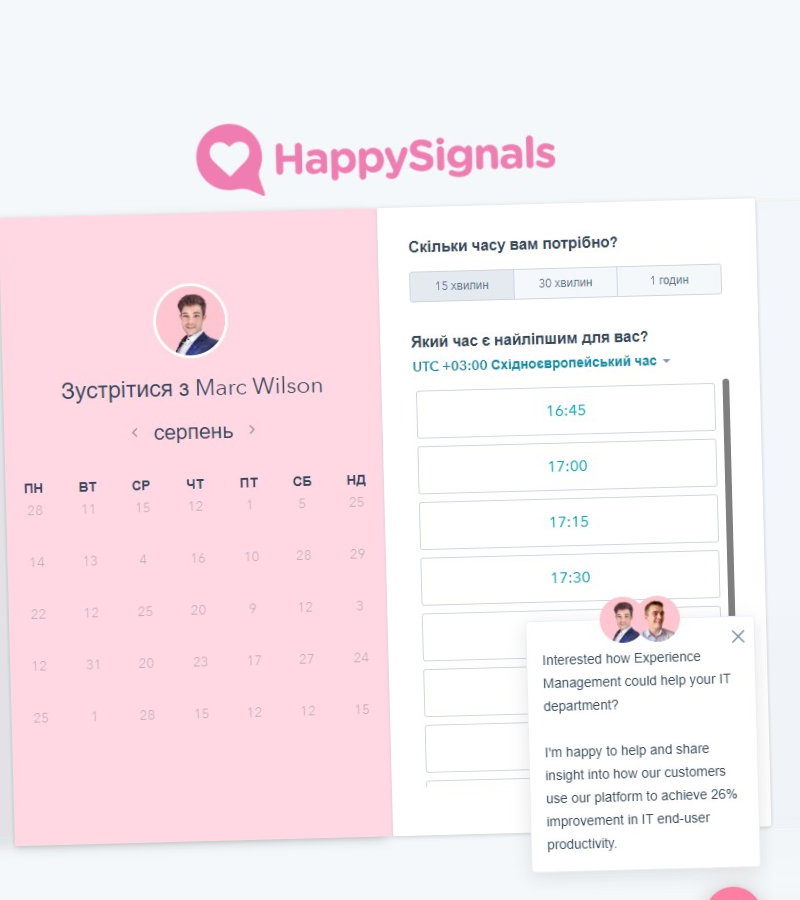 HappySignals
Зустрітися з Marc Wilson
серпень
ПН ВТ СР ЧТ ПТ СБ НД
28 11 15 12 1 5 25
14 13 4 16 10 28 29
22 12 25 20 9 12 3
12 31 20 23 17 27 24
25 1 28 15 12 12 15
Скільки часу вам потрібно?
15 хвилин 30 хвилин 1 годин
Який час є найліпшим для вас?
UTC +03:00 Східноєвропейський час
16:45
17:00
17:15
17:30
Interested how Experience
Management could help your IT
department?
I'm happy to help and share
insight into how our customers
use our platform to achieve 26%
improvement in IT end-user
productivity.